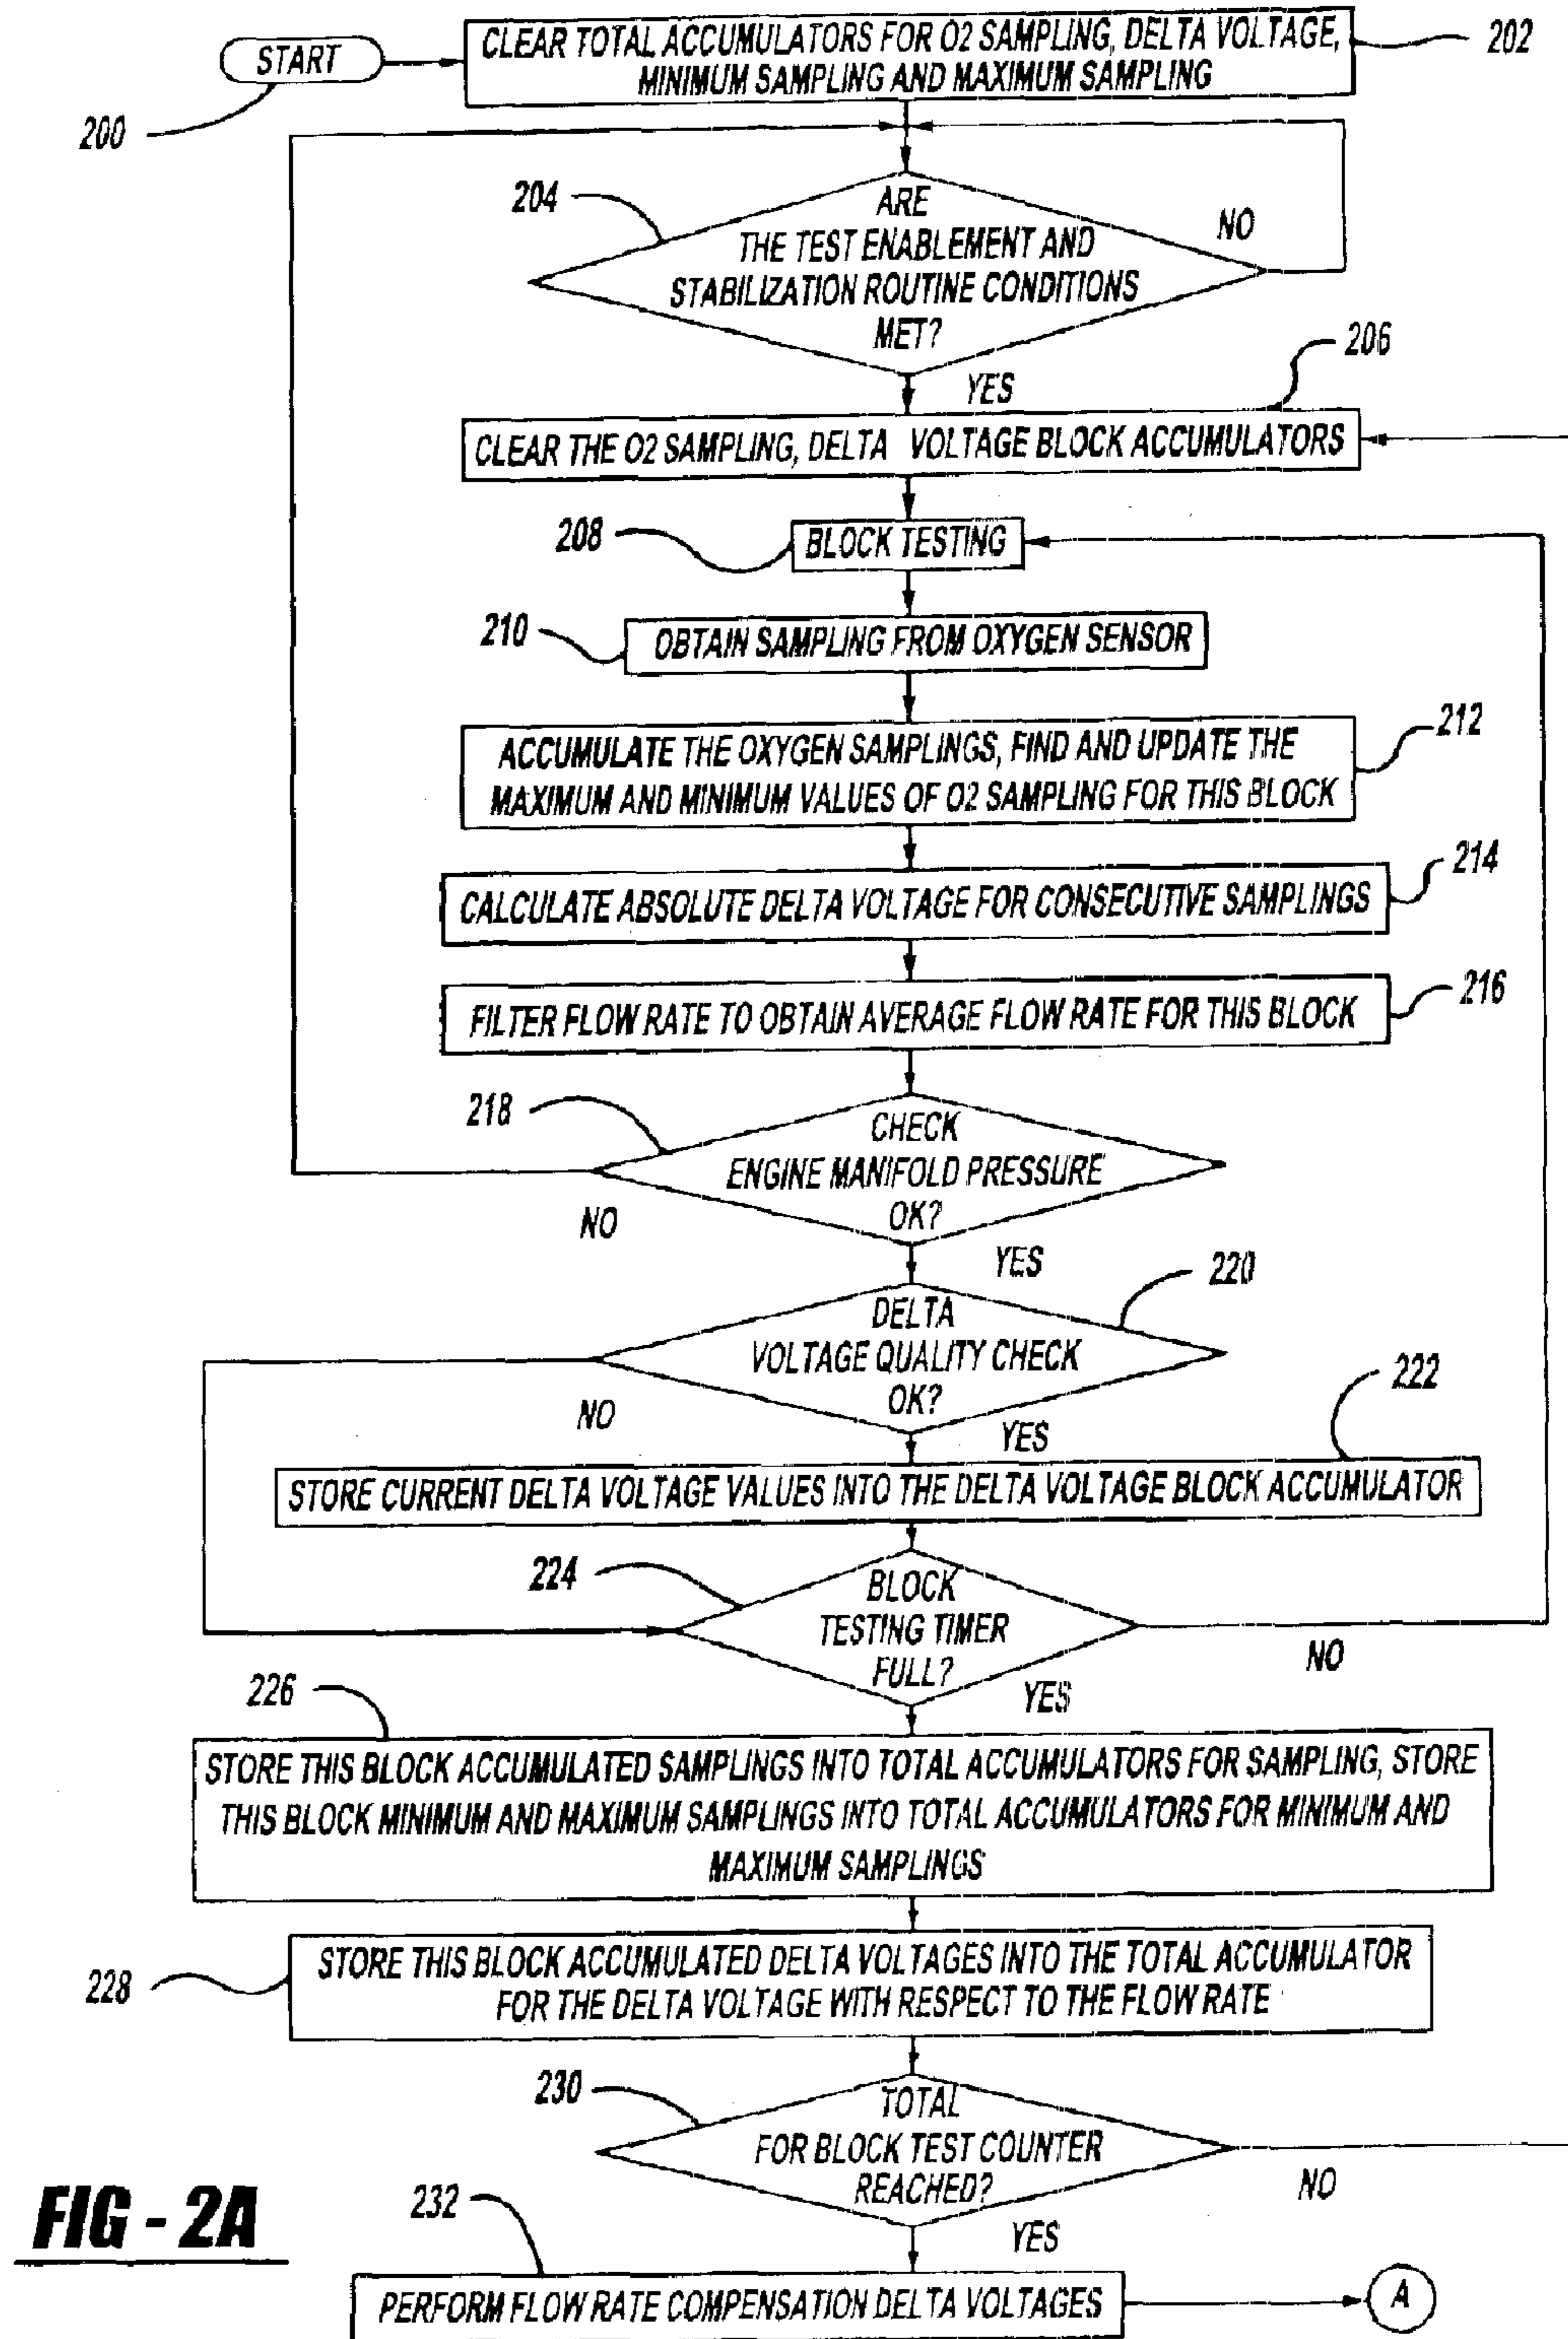 START
200
CLEAR TOTAL ACCUMULATORS FOR O2 SAMPLING, DELTA VOLTAGE,
MINIMUM SAMPLING AND MAXIMUM SAMPLING
202
204
ARE
THE TEST ENABLEMENT AND
STABILIZATION ROUTINE CONDITIONS
MET?
NO
YES
206
CLEAR THE O2 SAMPLING, DELTA VOLTAGE BLOCK ACCUMULATORS
208
BLOCK TESTING
210
OBTAIN SAMPLING FROM OXYGEN SENSOR
212
ACCUMULATE THE OXYGEN SAMPLINGS, FIND AND UPDATE THE
MAXIMUM AND MINIMUM VALUES OF O2 SAMPLING FOR THIS BLOCK
214
CALCULATE ABSOLUTE DELTA VOLTAGE FOR CONSECUTIVE SAMPLINGS
216
FILTER FLOW RATE TO OBTAIN AVERAGE FLOW RATE FOR THIS BLOCK
218
CHECK
ENGINE MANIFOLD PRESSURE
OK?
NO
YES
220
DELTA
VOLTAGE QUALITY CHECK
OK?
NO
YES
222
STORE CURRENT DELTA VOLTAGE VALUES INTO THE DELTA VOLTAGE BLOCK ACCUMULATOR
224
BLOCK
TESTING TIMER
FULL?
NO
YES
226
STORE THIS BLOCK ACCUMULATED SAMPLINGS INTO TOTAL ACCUMULATORS FOR SAMPLING, STORE
THIS BLOCK MINIMUM AND MAXIMUM SAMPLINGS INTO TOTAL ACCUMULATORS FOR MINIMUM AND
MAXIMUM SAMPLINGS
228
STORE THIS BLOCK ACCUMULATED DELTA VOLTAGES INTO THE TOTAL ACCUMULATOR
FOR THE DELTA VOLTAGE WITH RESPECT TO THE FLOW RATE
230
TOTAL
FOR BLOCK TEST COUNTER
REACHED?
NO
YES
FIG - 2A
232
PERFORM FLOW RATE COMPENSATION DELTA VOLTAGES
A